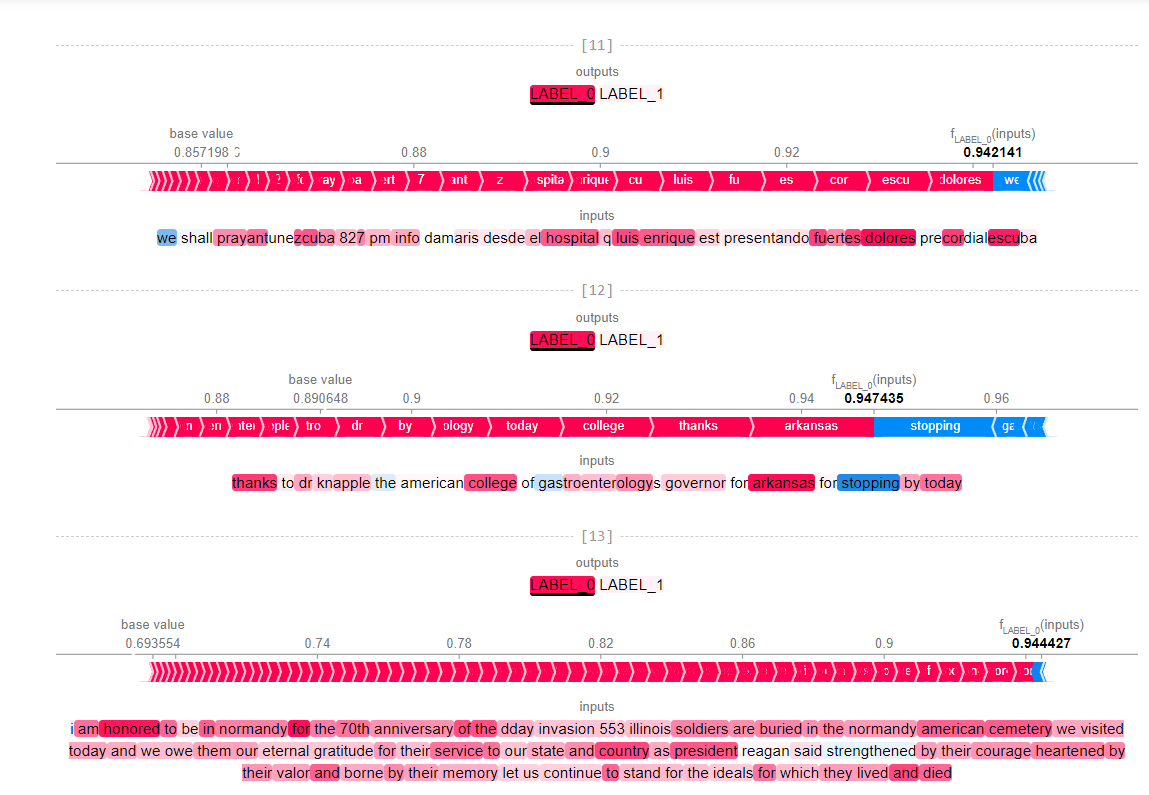 [11]
outputs
LABEL_0 LABEL_1
base value fLABEL_0(inputs)
0.857198 0.88 0.9 0.92 0.942141
7 z cu luis fu es cor escu dolores we
inputs
we shall prayantunezcuba 827 pm info damaris desde el hospital q luis enrique est presentando fuertes dolores precordialescuba
[12]
outputs
LABEL_0 LABEL_1
base value fLABEL_0(inputs)
0.88 0.890648 0.9 0.92 0.94 0.947435 0.96
n tro dr by ology today college thanks arkansas stopping ga
inputs
thanks to dr knapple the american college of gastroenterologys governor for arkansas for stopping by today
[13]
outputs
LABEL_0 LABEL_1
base value fLABEL_0(inputs)
0.693554 0.74 0.78 0.82 0.86 0.9 0.944427
inputs
i am honored to be in normandy for the 70th anniversary of the dday invasion 553 illinois soldiers are buried in the normandy american cemetery we visited
today and we owe them our eternal gratitude for their service to our state and country as president reagan said strengthened by their courage heartened by
their valor and borne by their memory let us continue to stand for the ideals for which they lived and died